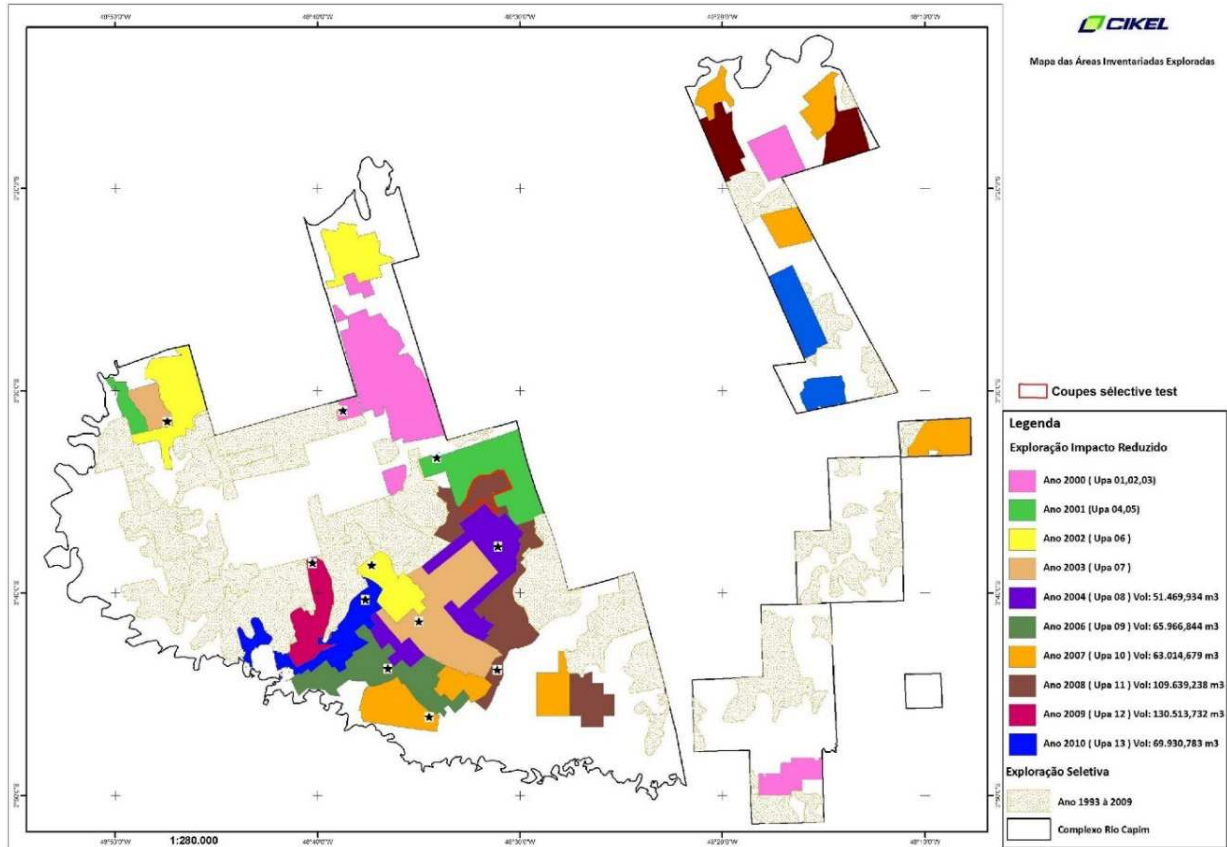 CIKEL
Mapa das Áreas Inventariadas Exploradas
Coupes sélective test
Legenda
Exploração Impacto Reduzido
Ano 2000 ( Upa 01,02,03)
Ano 2001 (Upa 04,05)
Ano 2002 ( Upa 06 )
Ano 2003 ( Upa 07 )
Ano 2004 ( Upa 08 ) Vol: 51.469,934 m3
Ano 2006 ( Upa 09 ) Vol: 65.966,844 m3
Ano 2007 ( Upa 10 ) Vol: 63.014,679 m3
Ano 2008 ( Upa 11 ) Vol: 109.639,238 m3
Ano 2009 ( Upa 12 ) Vol: 130.513,732 m3
Ano 2010 ( Upa 13 ) Vol: 69.930,783 m3
Exploração Seletiva
Ano 1993 à 2009
Complexo Rio Capim
1:280.000